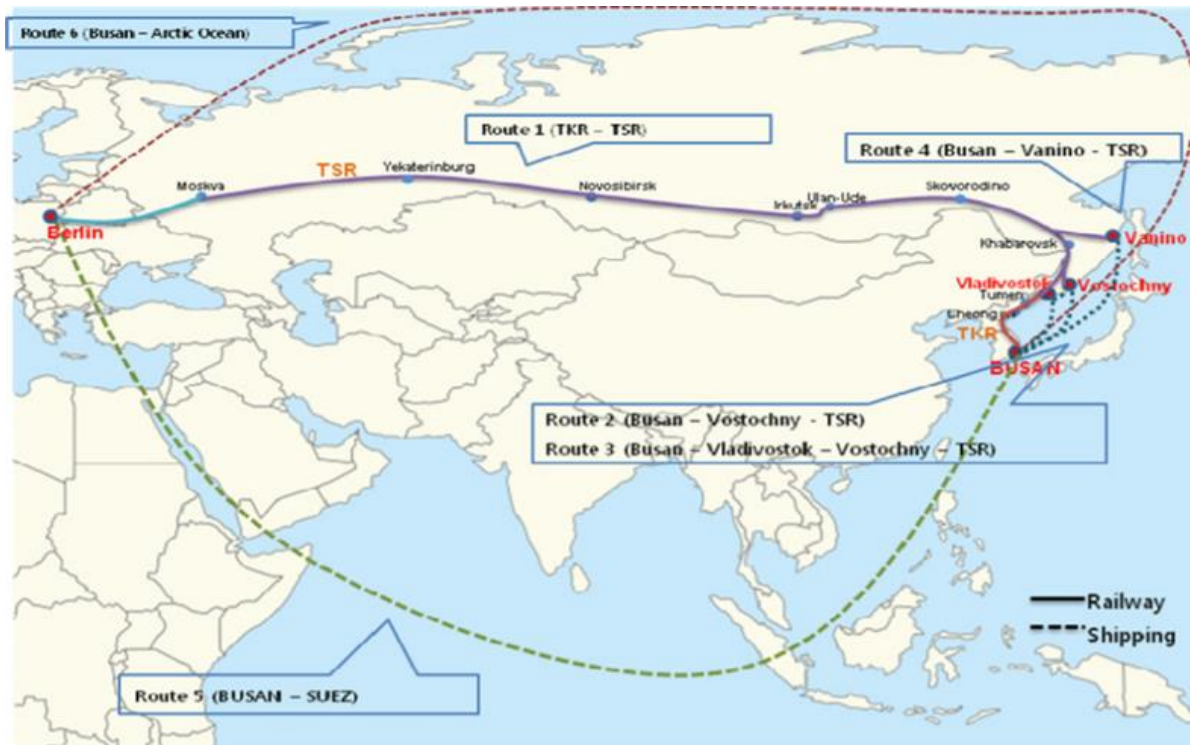 Route 6 (Busan – Arctic Ocean)
Route 1 (TKR – TSR)
Route 4 (Busan – Vanino - TSR)
TSR
Yekaterinburg
Moskva
Novosibirsk
Irkutsk
Ulan-Ude
Skovorodino
Berlin
Vanino
Khabarovsk
Vladivostok
Vostochny
Tumen
TKR
BUSAN
Route 2 (Busan – Vostochny - TSR)
Route 3 (Busan – Vladivostok – Vostochny – TSR)
Railway
Shipping
Route 5 (BUSAN – SUEZ)